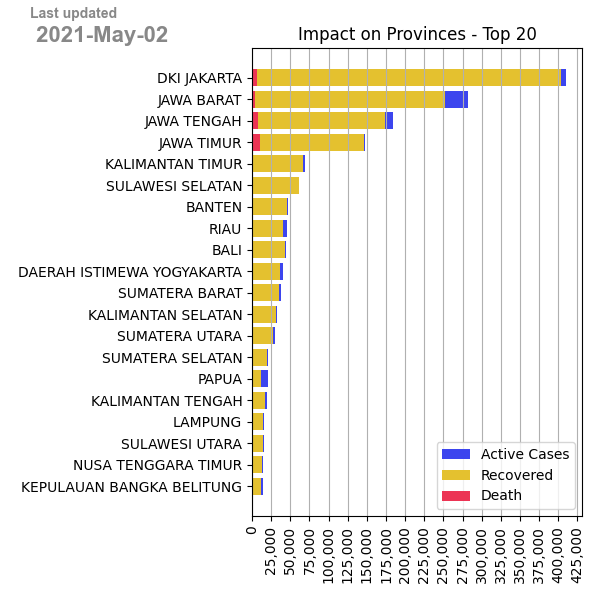 Last updated
2021-May-02
Impact on Provinces - Top 20
DKI JAKARTA
JAWA BARAT
JAWA TENGAH
JAWA TIMUR
KALIMANTAN TIMUR
SULAWESI SELATAN
BANTEN
RIAU
BALI
DAERAH ISTIMEWA YOGYAKARTA
SUMATERA BARAT
KALIMANTAN SELATAN
SUMATERA UTARA
SUMATERA SELATAN
PAPUA
KALIMANTAN TENGAH
LAMPUNG
SULAWESI UTARA
NUSA TENGGARA TIMUR
KEPULAUAN BANGKA BELITUNG
Active Cases
Recovered
Death
0
25,000
50,000
75,000
100,000
125,000
150,000
175,000
200,000
225,000
250,000
275,000
300,000
325,000
350,000
375,000
400,000
425,000